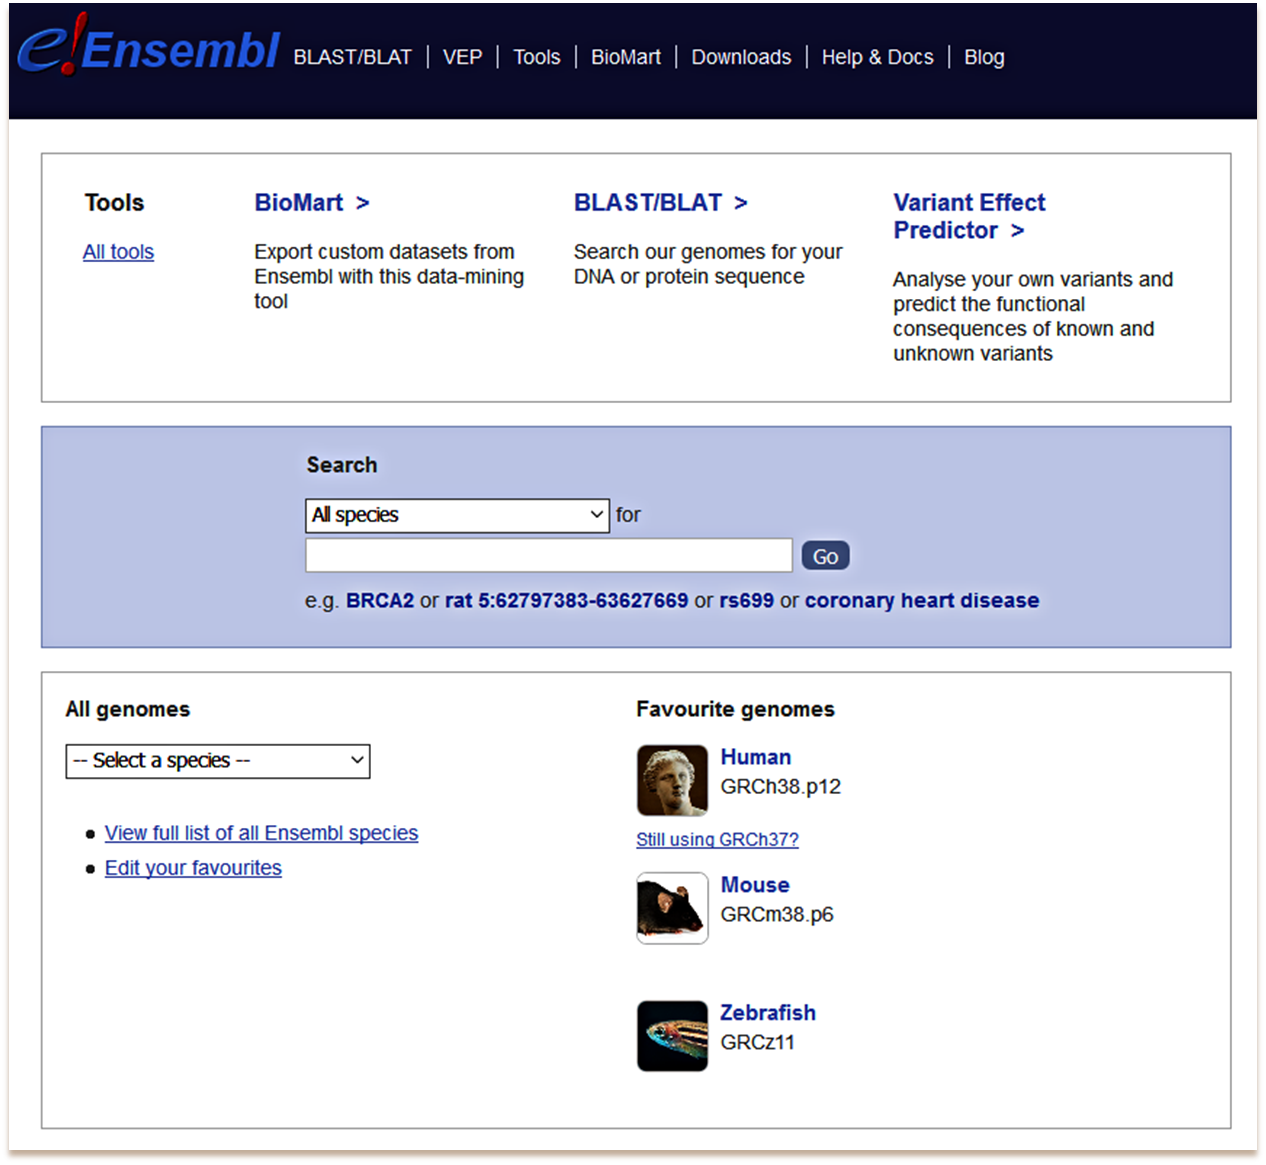 e!Ensembl BLAST/BLAT | VEP | Tools | BioMart | Downloads | Help & Docs | Blog
Tools
All tools
BioMart >
Export custom datasets from
Ensembl with this data-mining
tool
BLAST/BLAT >
Search our genomes for your
DNA or protein sequence
Variant Effect
Predictor >
Analyse your own variants and
predict the functional
consequences of known and
unknown variants
Search
All species for
Go
e.g. BRCA2 or rat 5:62797383-63627669 or rs699 or coronary heart disease
All genomes
-- Select a species --
View full list of all Ensembl species
Edit your favourites
Favourite genomes
Human
GRCh38.p12
Still using GRCh37?
Mouse
GRCm38.p6
Zebrafish
GRCz11